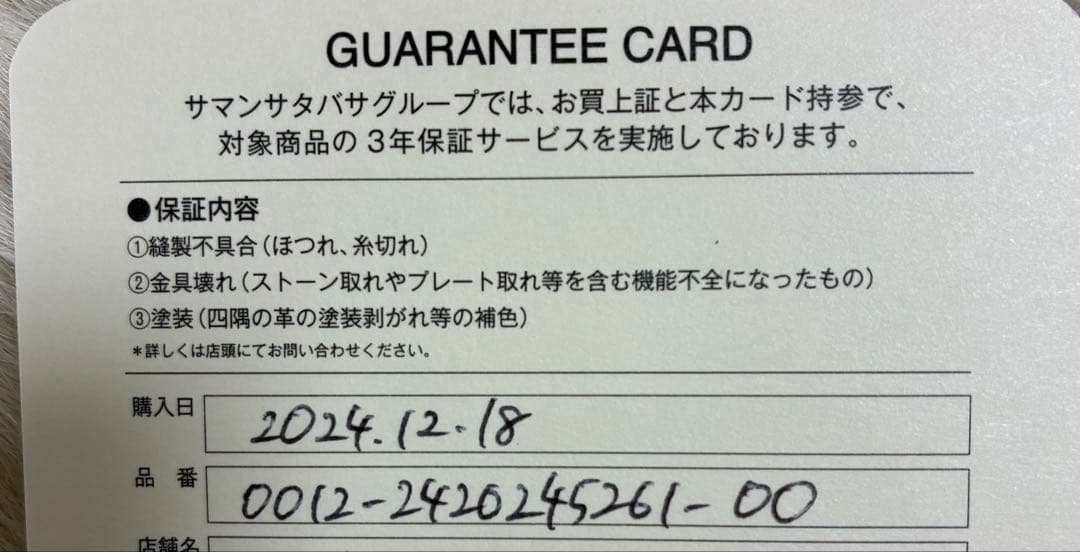 GUARANTEE CARD
サマンサタバサグループでは、お買上証と本カード持参で、
対象商品の3年保証サービスを実施しております。
●保証内容
①縫製不具合(ほつれ、糸切れ)
②金具壊れ(ストーン取れやプレート取れ等を含む機能不全になったもの)
③塗装(四隅の革の塗装剥がれ等の補色)
*詳しくは店頭にてお問い合わせください。
購入日 2024.12.18
品番 0012-2420245261-00
店舗名